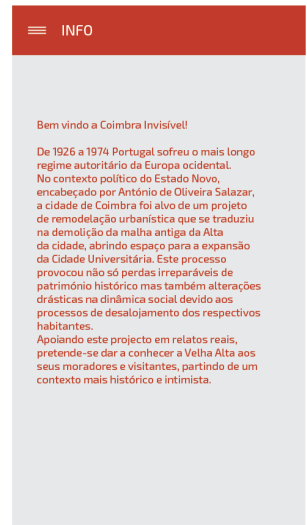 INFO
Bem vindo a Coimbra Invisível!
De 1926 a 1974 Portugal sofreu o mais longo
regime autoritário da Europa ocidental.
No contexto político do Estado Novo,
encabeçado por António de Oliveira Salazar,
a cidade de Coimbra foi alvo de um projeto
de remodelação urbanística que se traduziu
na demolição da malha antiga da Alta
da cidade, abrindo espaço para a expansão
da Cidade Universitária. Este processo
provocou não só perdas irreparáveis de
património histórico mas também alterações
drásticas na dinâmica social devido aos
processos de desalojamento dos respectivos
habitantes.
Apoiando este projecto em relatos reais,
pretende-se dar a conhecer a Velha Alta aos
seus moradores e visitantes, partindo de um
contexto mais histórico e intimista.